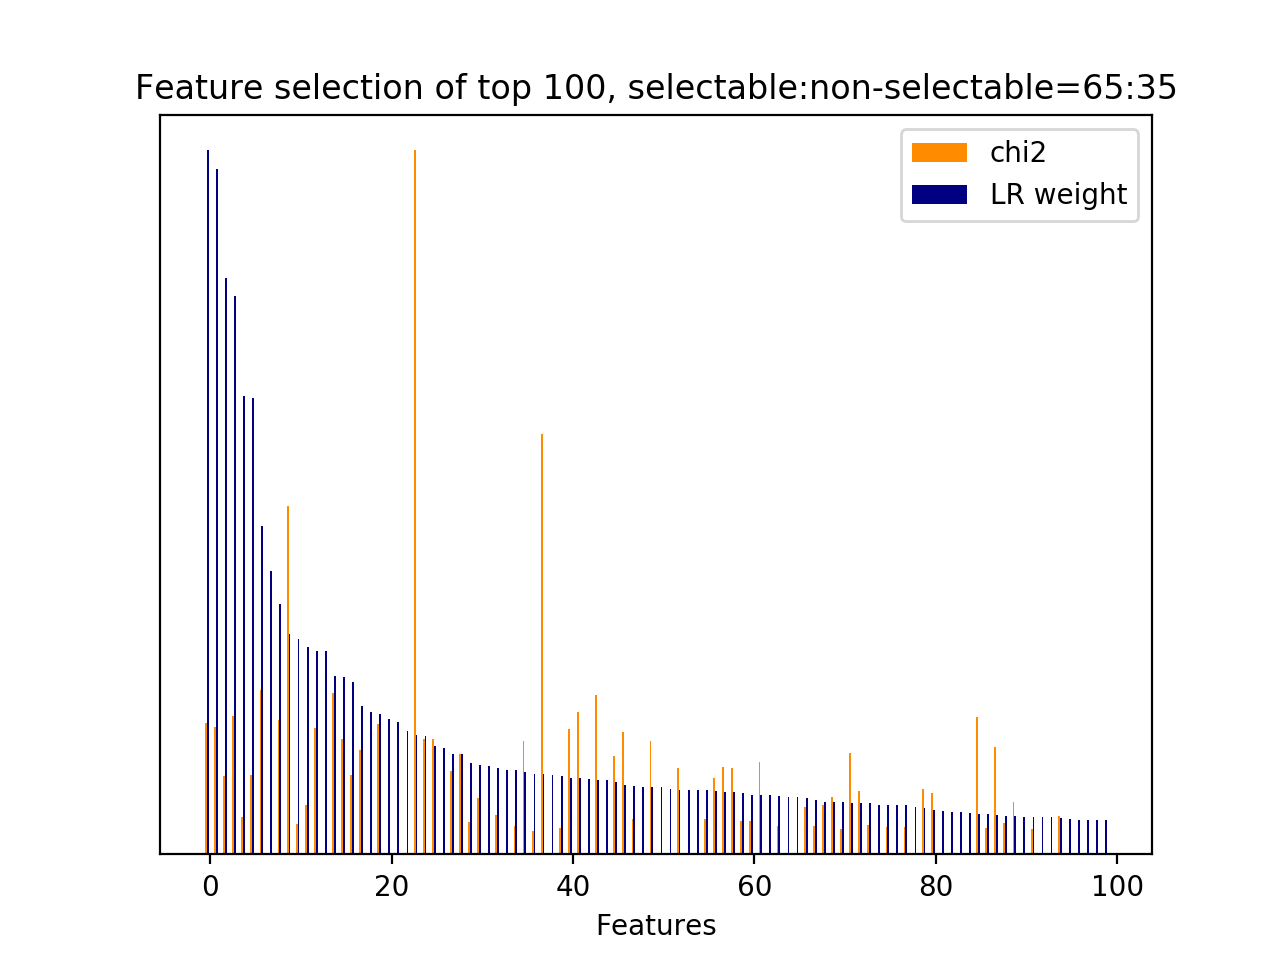 Feature selection of top 100, selectable:non-selectable=65:35
chi2
LR weight
0 20 40 60 80 100
Features